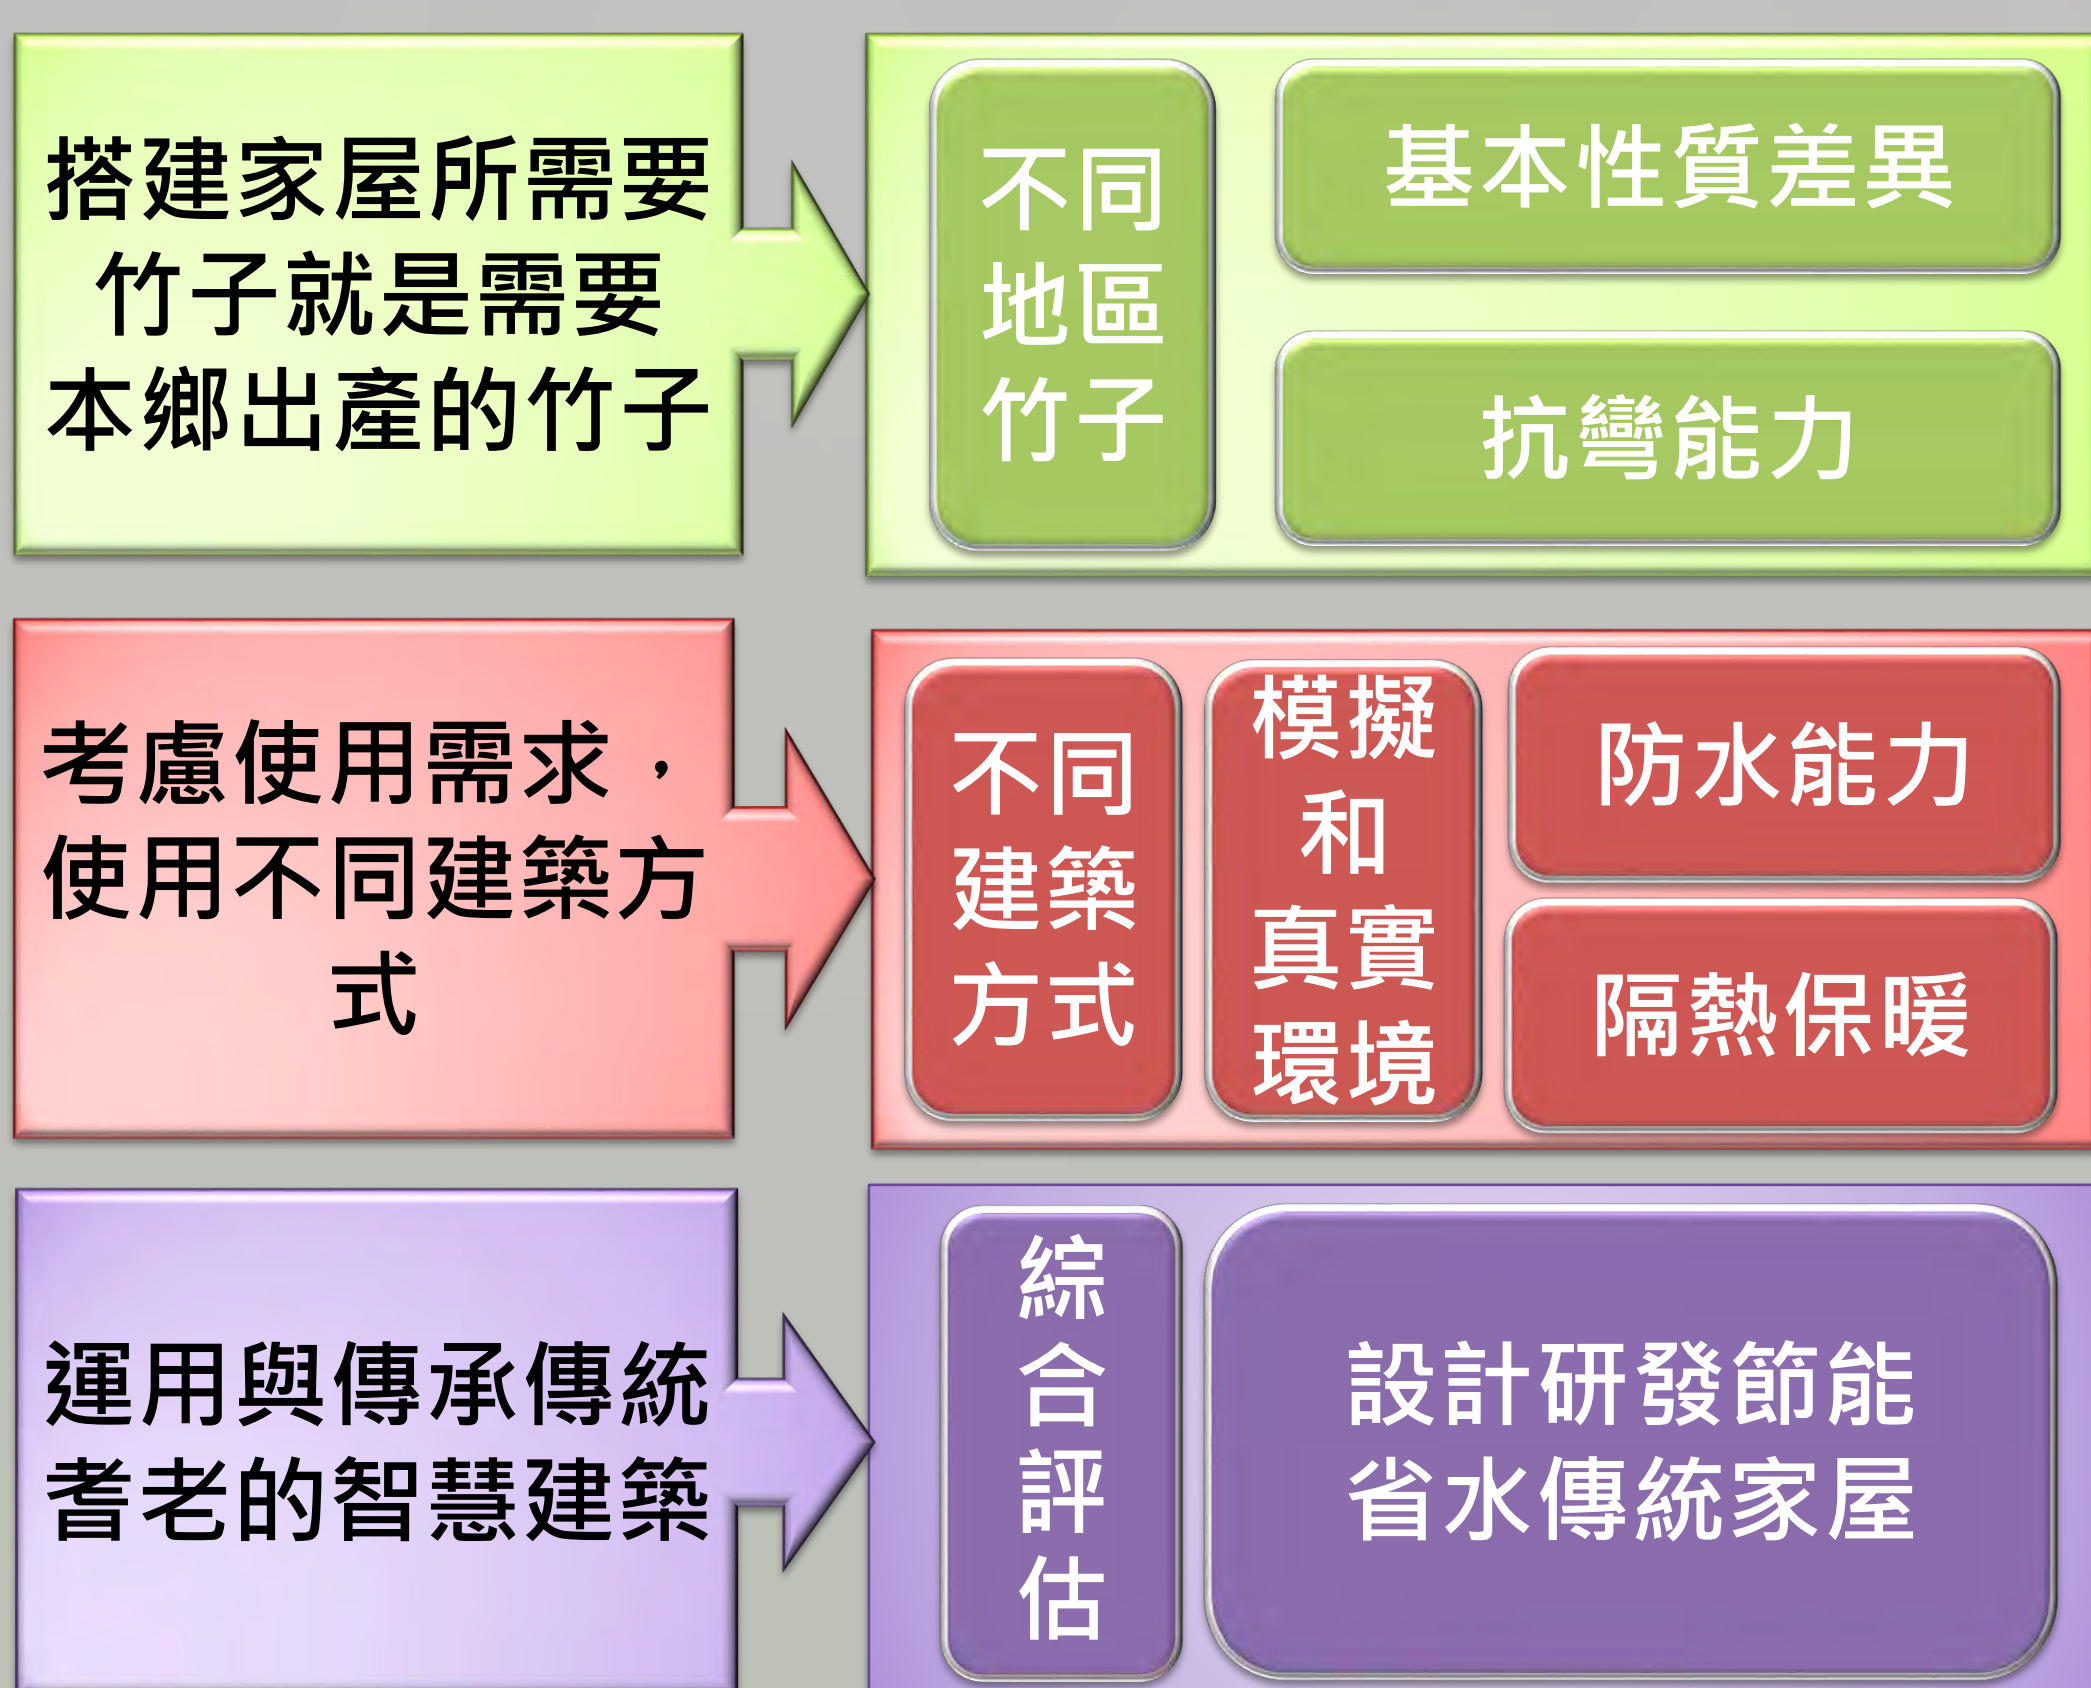 搭建家屋所需要
竹子就是需要
本鄉出產的竹子
不同
地區
竹子
基本性質差異
抗彎能力
考慮使用需求，
使用不同建築方
式
不同
建築
方式
模擬
和
真實
環境
防水能力
隔熱保暖
運用與傳承傳統
耆老的智慧建築
綜
合
評
估
設計研發節能
省水傳統家屋